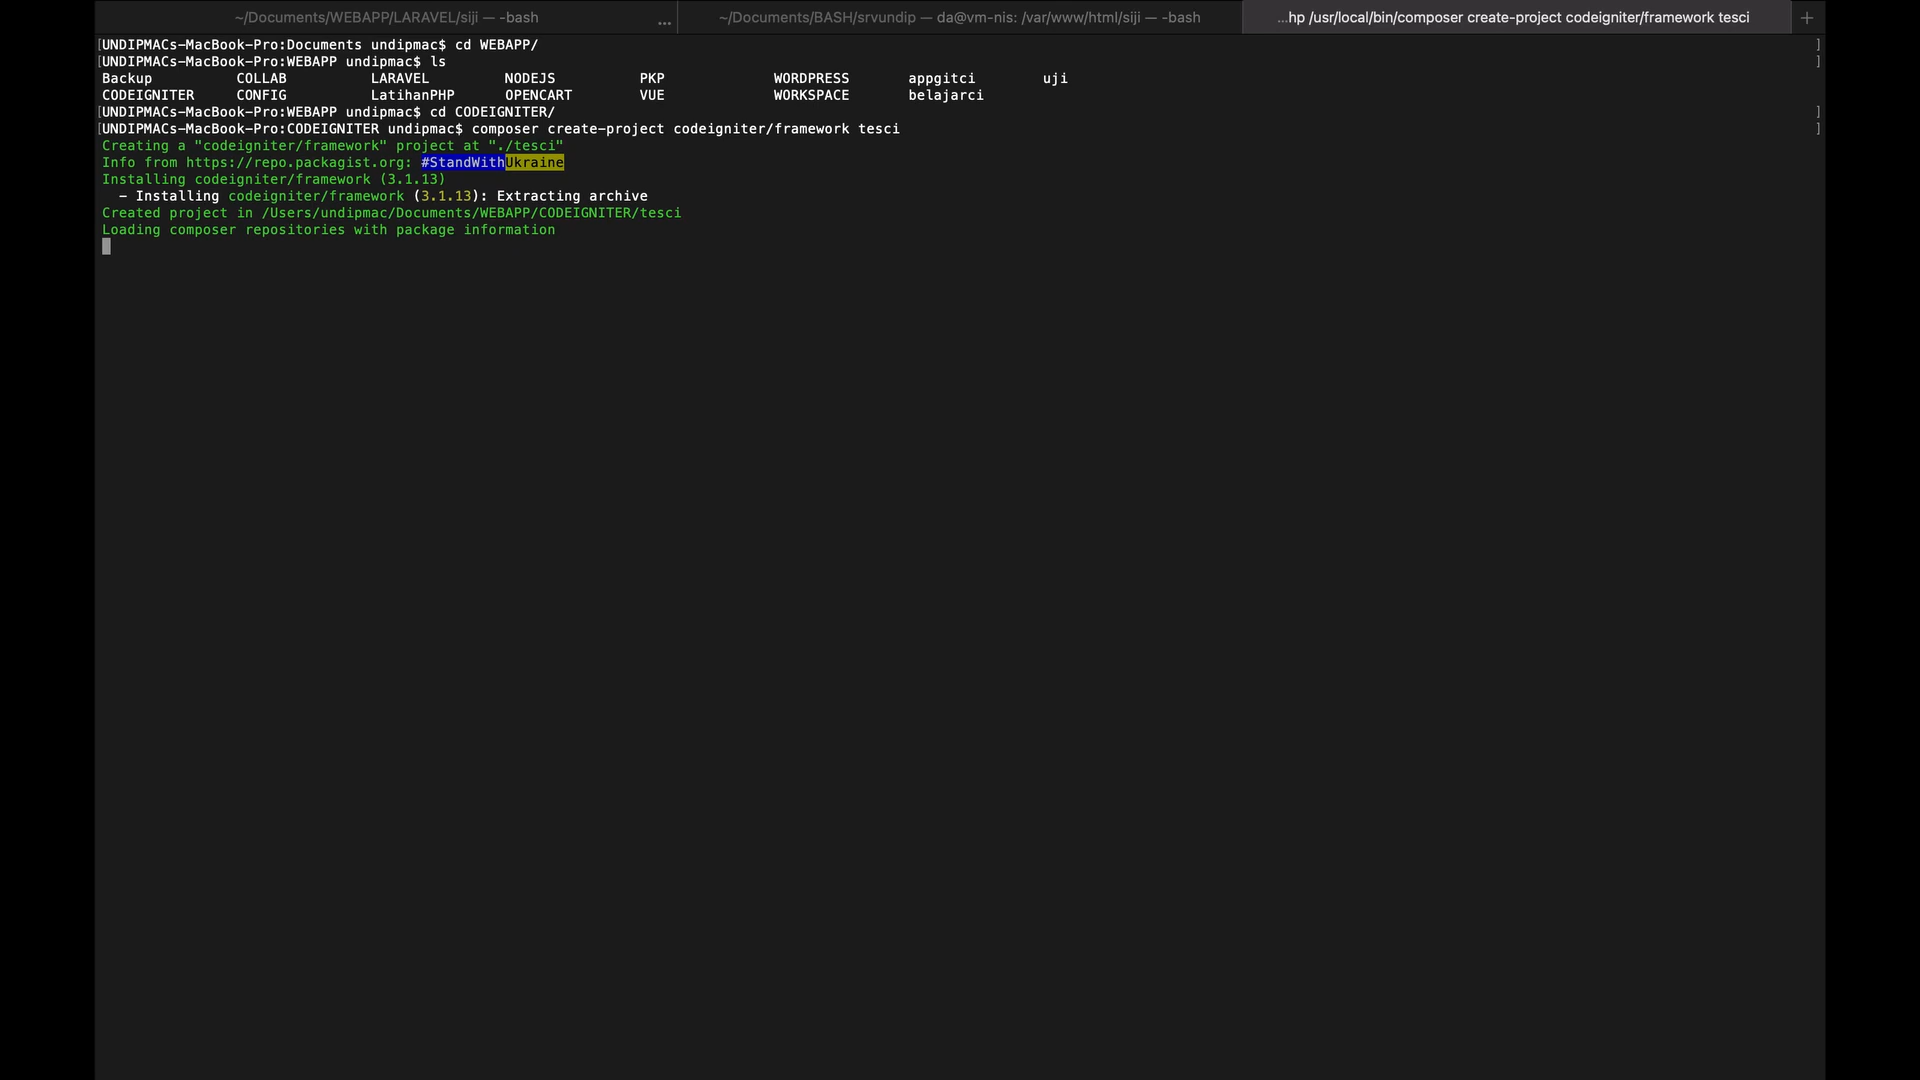 ~/Documents/WEBAPP/LARAVEL/siji — -bash ... ~/Documents/BASH/srvundip — da@vm-nis: /var/www/html/siji — -bash ...hp /usr/local/bin/composer create-project codeigniter/framework tesci +
[UNDIPMACs-MacBook-Pro:Documents undipmac$ cd WEBAPP/ ]
[UNDIPMACs-MacBook-Pro:WEBAPP undipmac$ ls ]
Backup COLLAB LARAVEL NODEJS PKP WORDPRESS appgitci uji
CODEIGNITER CONFIG LatihanPHP OPENCART VUE WORKSPACE belajarci
[UNDIPMACs-MacBook-Pro:WEBAPP undipmac$ cd CODEIGNITER/ ]
[UNDIPMACs-MacBook-Pro:CODEIGNITER undipmac$ composer create-project codeigniter/framework tesci ]
Creating a "codeigniter/framework" project at "./tesci"
Info from https://repo.packagist.org: #StandWithUkraine
Installing codeigniter/framework (3.1.13)
  - Installing codeigniter/framework (3.1.13): Extracting archive
Created project in /Users/undipmac/Documents/WEBAPP/CODEIGNITER/tesci
Loading composer repositories with package information